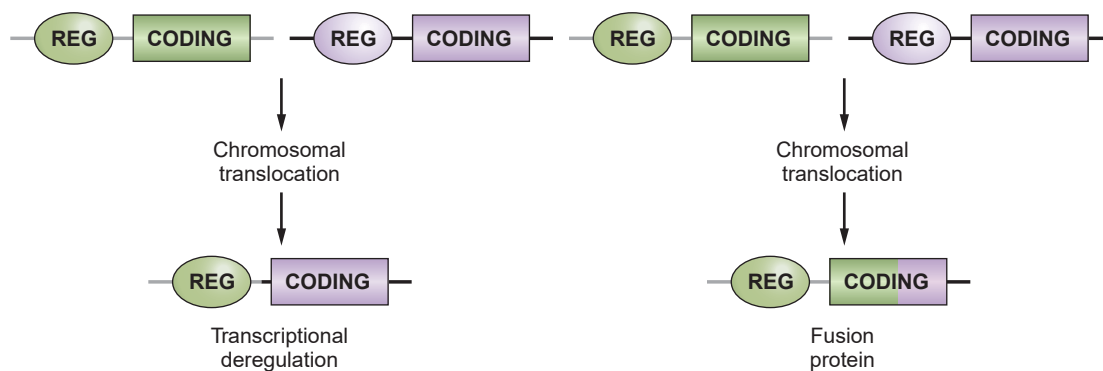 REG CODING REG CODING REG CODING REG CODING
Chromosomal
translocation
Chromosomal
translocation
REG CODING
REG CODING
Transcriptional
deregulation
Fusion
protein